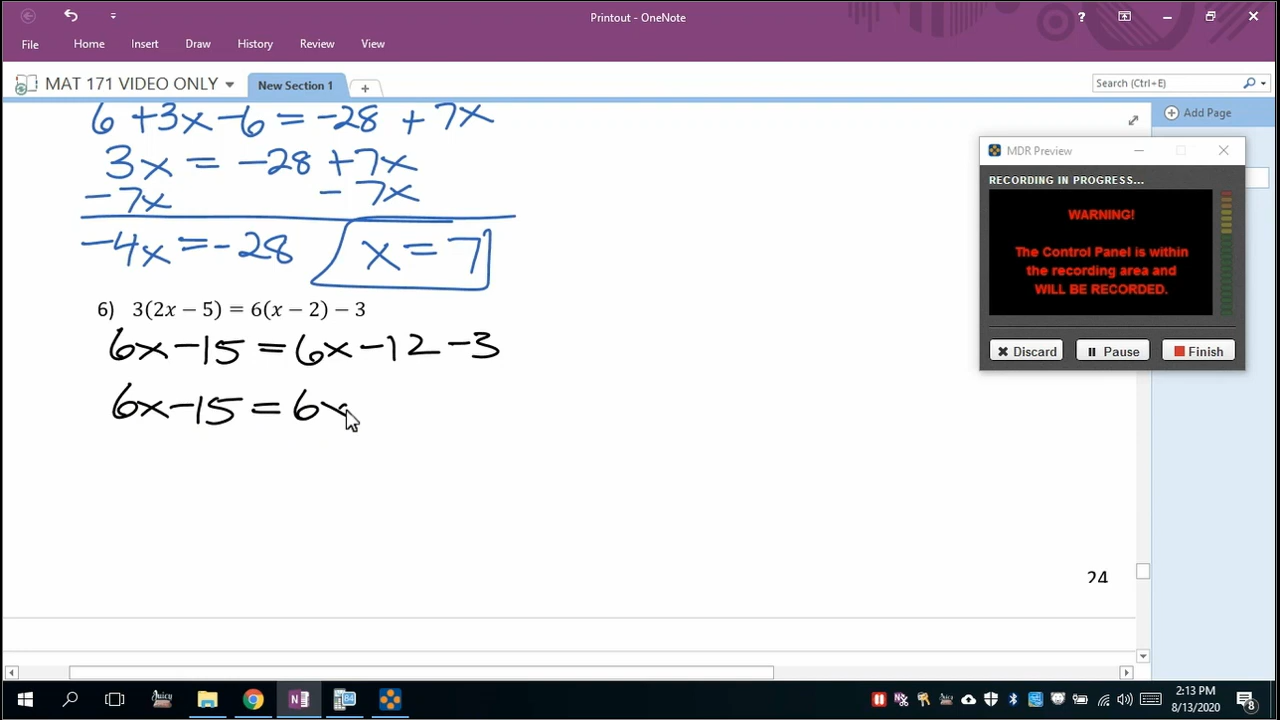 Printout - OneNote
?
File Home Insert Draw History Review View
MAT 171 VIDEO ONLY
New Section 1
+
Search (Ctrl+E)
Add Page
6 +3x -6 = -28 + 7x
3x = -28 +7x
-7x - 7x
-4x = -28 x = 7
6) 3(2x − 5) = 6(x − 2) − 3
6x -15 = 6x -12 -3
6x -15 = 6x
24
MDR Preview
RECORDING IN PROGRESS...
WARNING!
The Control Panel is within
the recording area and
WILL BE RECORDED.
Discard
Pause
Finish
2:13 PM
8/13/2020
8